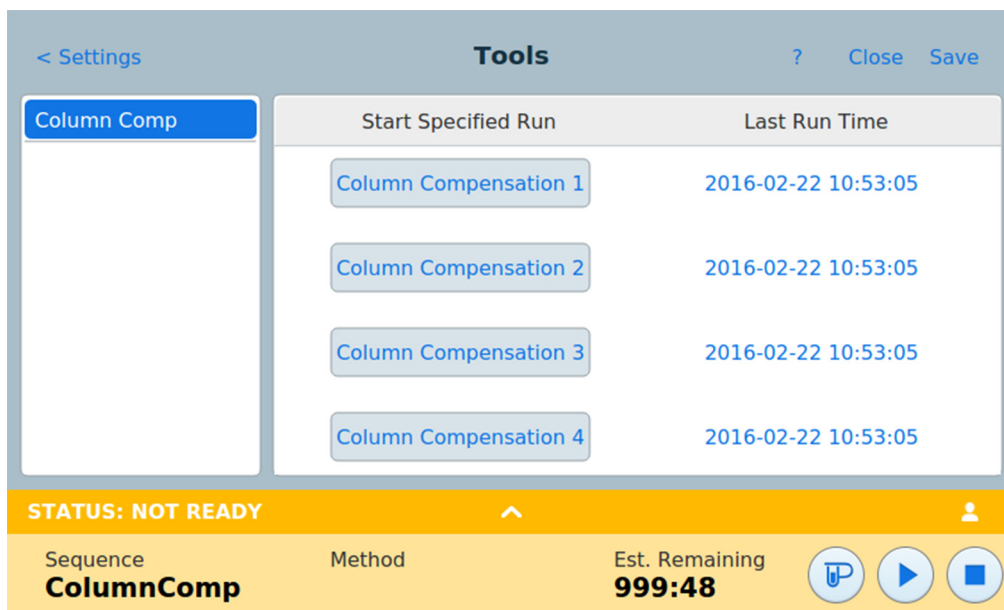 < Settings Tools ? Close Save
Column Comp
Start Specified Run Last Run Time
Column Compensation 1 2016-02-22 10:53:05
Column Compensation 2 2016-02-22 10:53:05
Column Compensation 3 2016-02-22 10:53:05
Column Compensation 4 2016-02-22 10:53:05
STATUS: NOT READY
Sequence Method Est. Remaining
ColumnComp 999:48